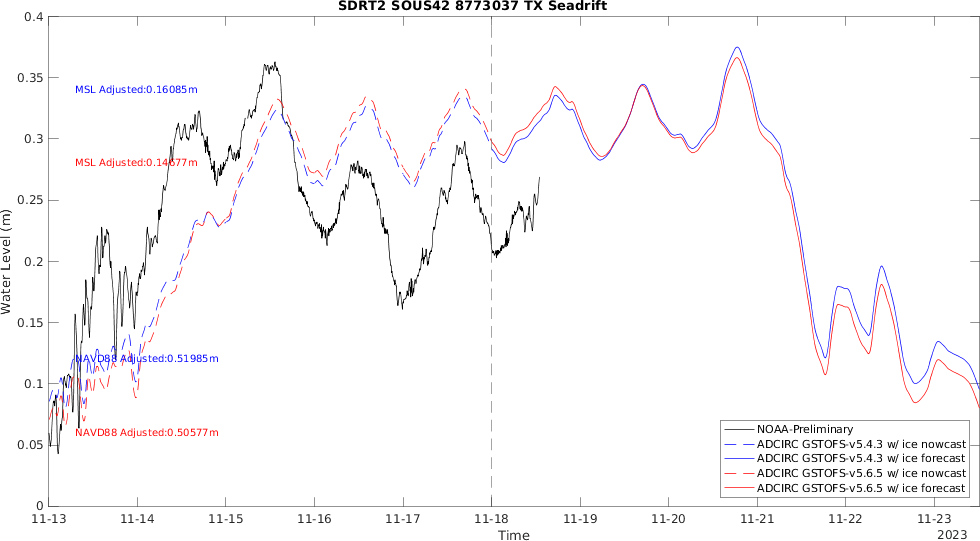 SDRT2 SOUS42 8773037 TX Seadrift
0.4
0.35
0.3
0.25
0.2
0.15
0.1
0.05
0
Water Level (m)
MSL Adjusted:0.16085m
MSL Adjusted:0.14677m
NAVD88 Adjusted:0.51985m
NAVD88 Adjusted:0.50577m
NOAA-Preliminary
ADCIRC GSTOFS-v5.4.3 w/ ice nowcast
ADCIRC GSTOFS-v5.4.3 w/ ice forecast
ADCIRC GSTOFS-v5.6.5 w/ ice nowcast
ADCIRC GSTOFS-v5.6.5 w/ ice forecast
11-13 11-14 11-15 11-16 11-17 11-18 11-19 11-20 11-21 11-22 11-23
Time
2023